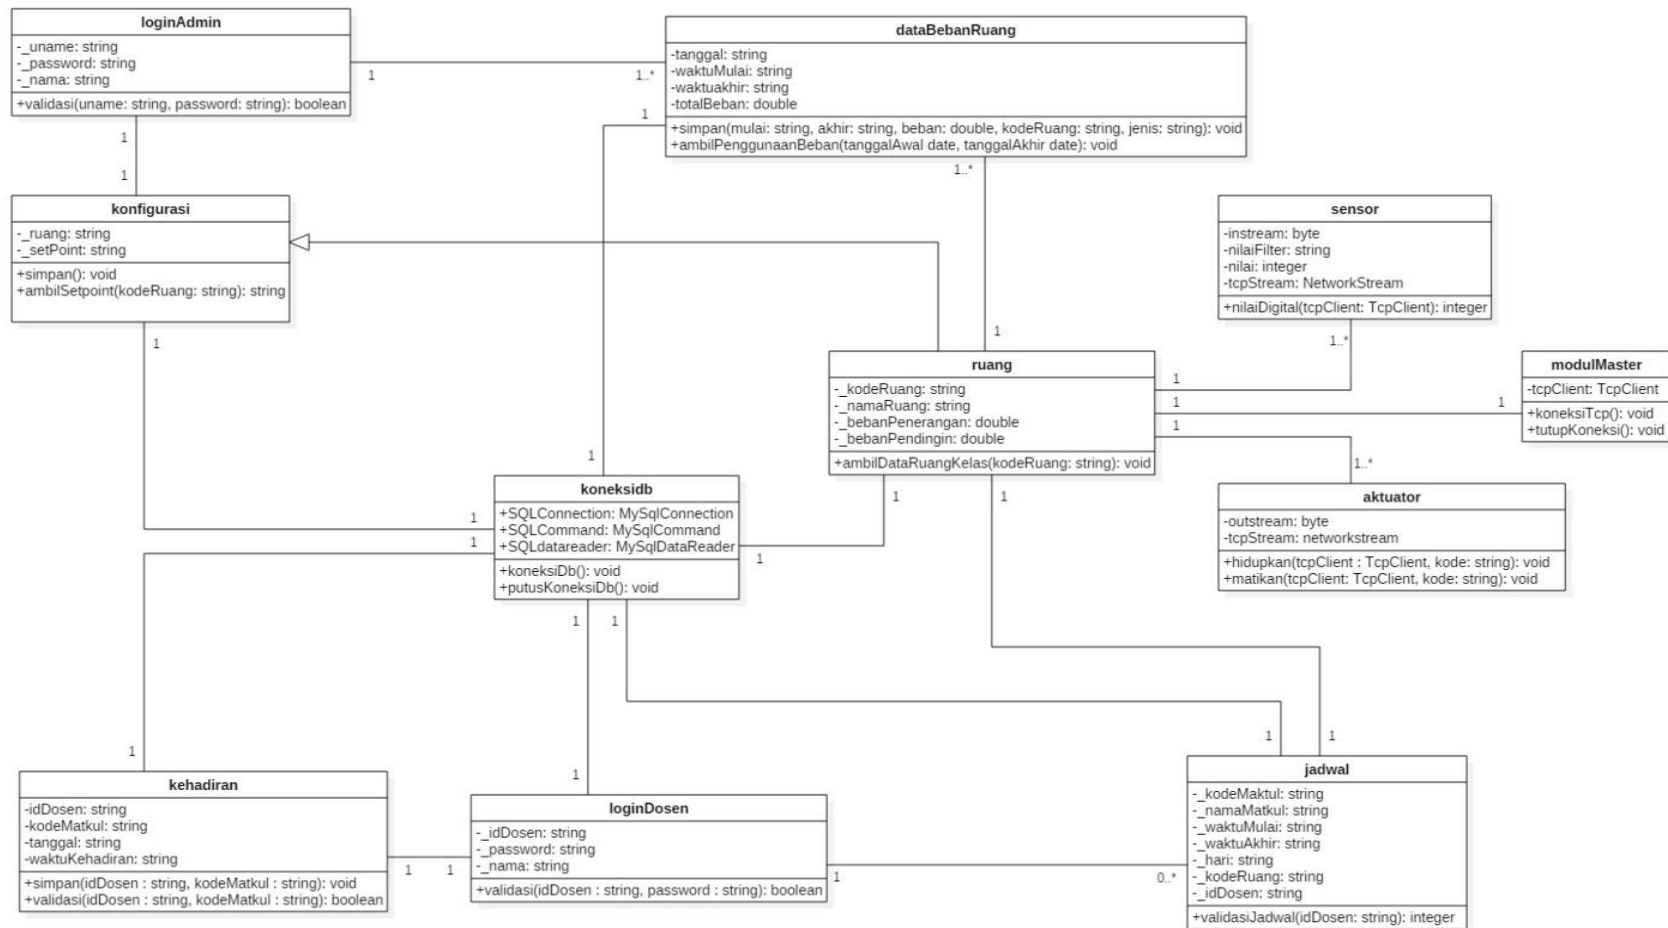 loginAdmin
-_uname: string
-_password: string
-_nama: string
+validasi(uname: string, password: string): boolean
1
1..*
dataBebanRuang
-tanggal: string
-waktuMulai: string
-waktuakhir: string
-totalBeban: double
+simpan(mulai: string, akhir: string, beban: double, kodeRuang: string, jenis: string): void
+ambilPenggunaanBeban(tanggalAwal date, tanggalAkhir date): void
1
1
1
1..*
konfigurasi
-_ruang: string
-_setPoint: string
+simpan(): void
+ambilSetpoint(kodeRuang: string): string
1
sensor
-instream: byte
-nilaiFilter: string
-nilai: integer
-tcpStream: NetworkStream
+nilaiDigital(tcpClient: TcpClient): integer
1..*
1
ruang
-_kodeRuang: string
-_namaRuang: string
-_bebanPenerangan: double
-_bebanPendingin: double
+ambilDataRuangKelas(kodeRuang: string): void
1
1
1
1
modulMaster
-tcpClient: TcpClient
+koneksiTcp(): void
+tutupKoneksi(): void
1..*
1
1
1
koneksidb
+SQLConnection: MySqlConnection
+SQLCommand: MySqlCommand
+SQLdatareader: MySqlDataReader
+koneksiDb(): void
+putusKoneksiDb(): void
1
1
1
aktuator
-outstream: byte
-tcpStream: networkstream
+hidupkan(tcpClient : TcpClient, kode: string): void
+matikan(tcpClient: TcpClient, kode: string): void
1
1
1
1
1
1
kehadiran
-idDosen: string
-kodeMatkul: string
-tanggal: string
-waktuKehadiran: string
+simpan(idDosen : string, kodeMatkul : string): void
+validasi(idDosen : string, kodeMatkul : string): boolean
1
1
loginDosen
-_idDosen: string
-_password: string
-_nama: string
+validasi(idDosen : string, password : string): boolean
1
0..*
jadwal
-_kodeMaktul: string
-_namaMatkul: string
-_waktuMulai: string
-_waktuAkhir: string
-_hari: string
-_kodeRuang: string
-_idDosen: string
+validasiJadwal(idDosen: string): integer